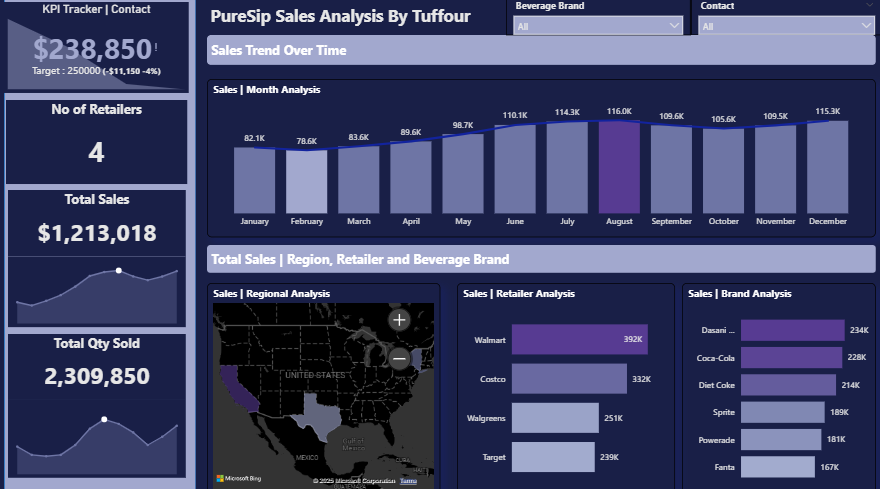 KPI Tracker | Contact
$238,850!
Target : 250000 (-$11,150 -4%)
No of Retailers
4
Total Sales
$1,213,018
Total Qty Sold
2,309,850
PureSip Sales Analysis By Tuffour
Beverage Brand
All
Contact
All
Sales Trend Over Time
Sales | Month Analysis
82.1K 78.6K 83.6K 89.6K 98.7K 110.1K 114.3K 116.0K 109.6K 105.6K 109.5K 115.3K
January February March April May June July August September October November December
Total Sales | Region, Retailer and Beverage Brand
Sales | Regional Analysis
UNITED STATES
Gulf of
Mexico
MEXICO
CUBA
HAITI
GUATEMALA
Microsoft Bing
© 2025 Microsoft Corporation Terms
Sales | Retailer Analysis
Walmart 392K
Costco 332K
Walgreens 251K
Target 239K
Sales | Brand Analysis
Dasani ... 234K
Coca-Cola 228K
Diet Coke 214K
Sprite 189K
Powerade 181K
Fanta 167K